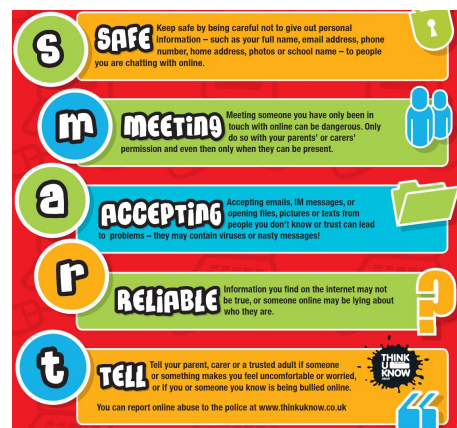 s
SAFE Keep safe by being careful not to give out personal
information – such as your full name, email address, phone
number, home address, photos or school name – to people
you are chatting with online.
m
MEETING Meeting someone you have only been in
touch with online can be dangerous. Only
do so with your parents' or carers'
permission and even then only when they can be present.
a
ACCEPTING Accepting emails, IM messages, or
opening files, pictures or texts from
people you don't know or trust can lead
to problems – they may contain viruses or nasty messages!
r
RELIABLE Information you find on the internet may not
be true, or someone online may be lying about
who they are.
t
TELL Tell your parent, carer or a trusted adult if someone
or something makes you feel uncomfortable or worried,
or if you or someone you know is being bullied online.
You can report online abuse to the police at www.thinkuknow.co.uk
THINK
U
KNOW